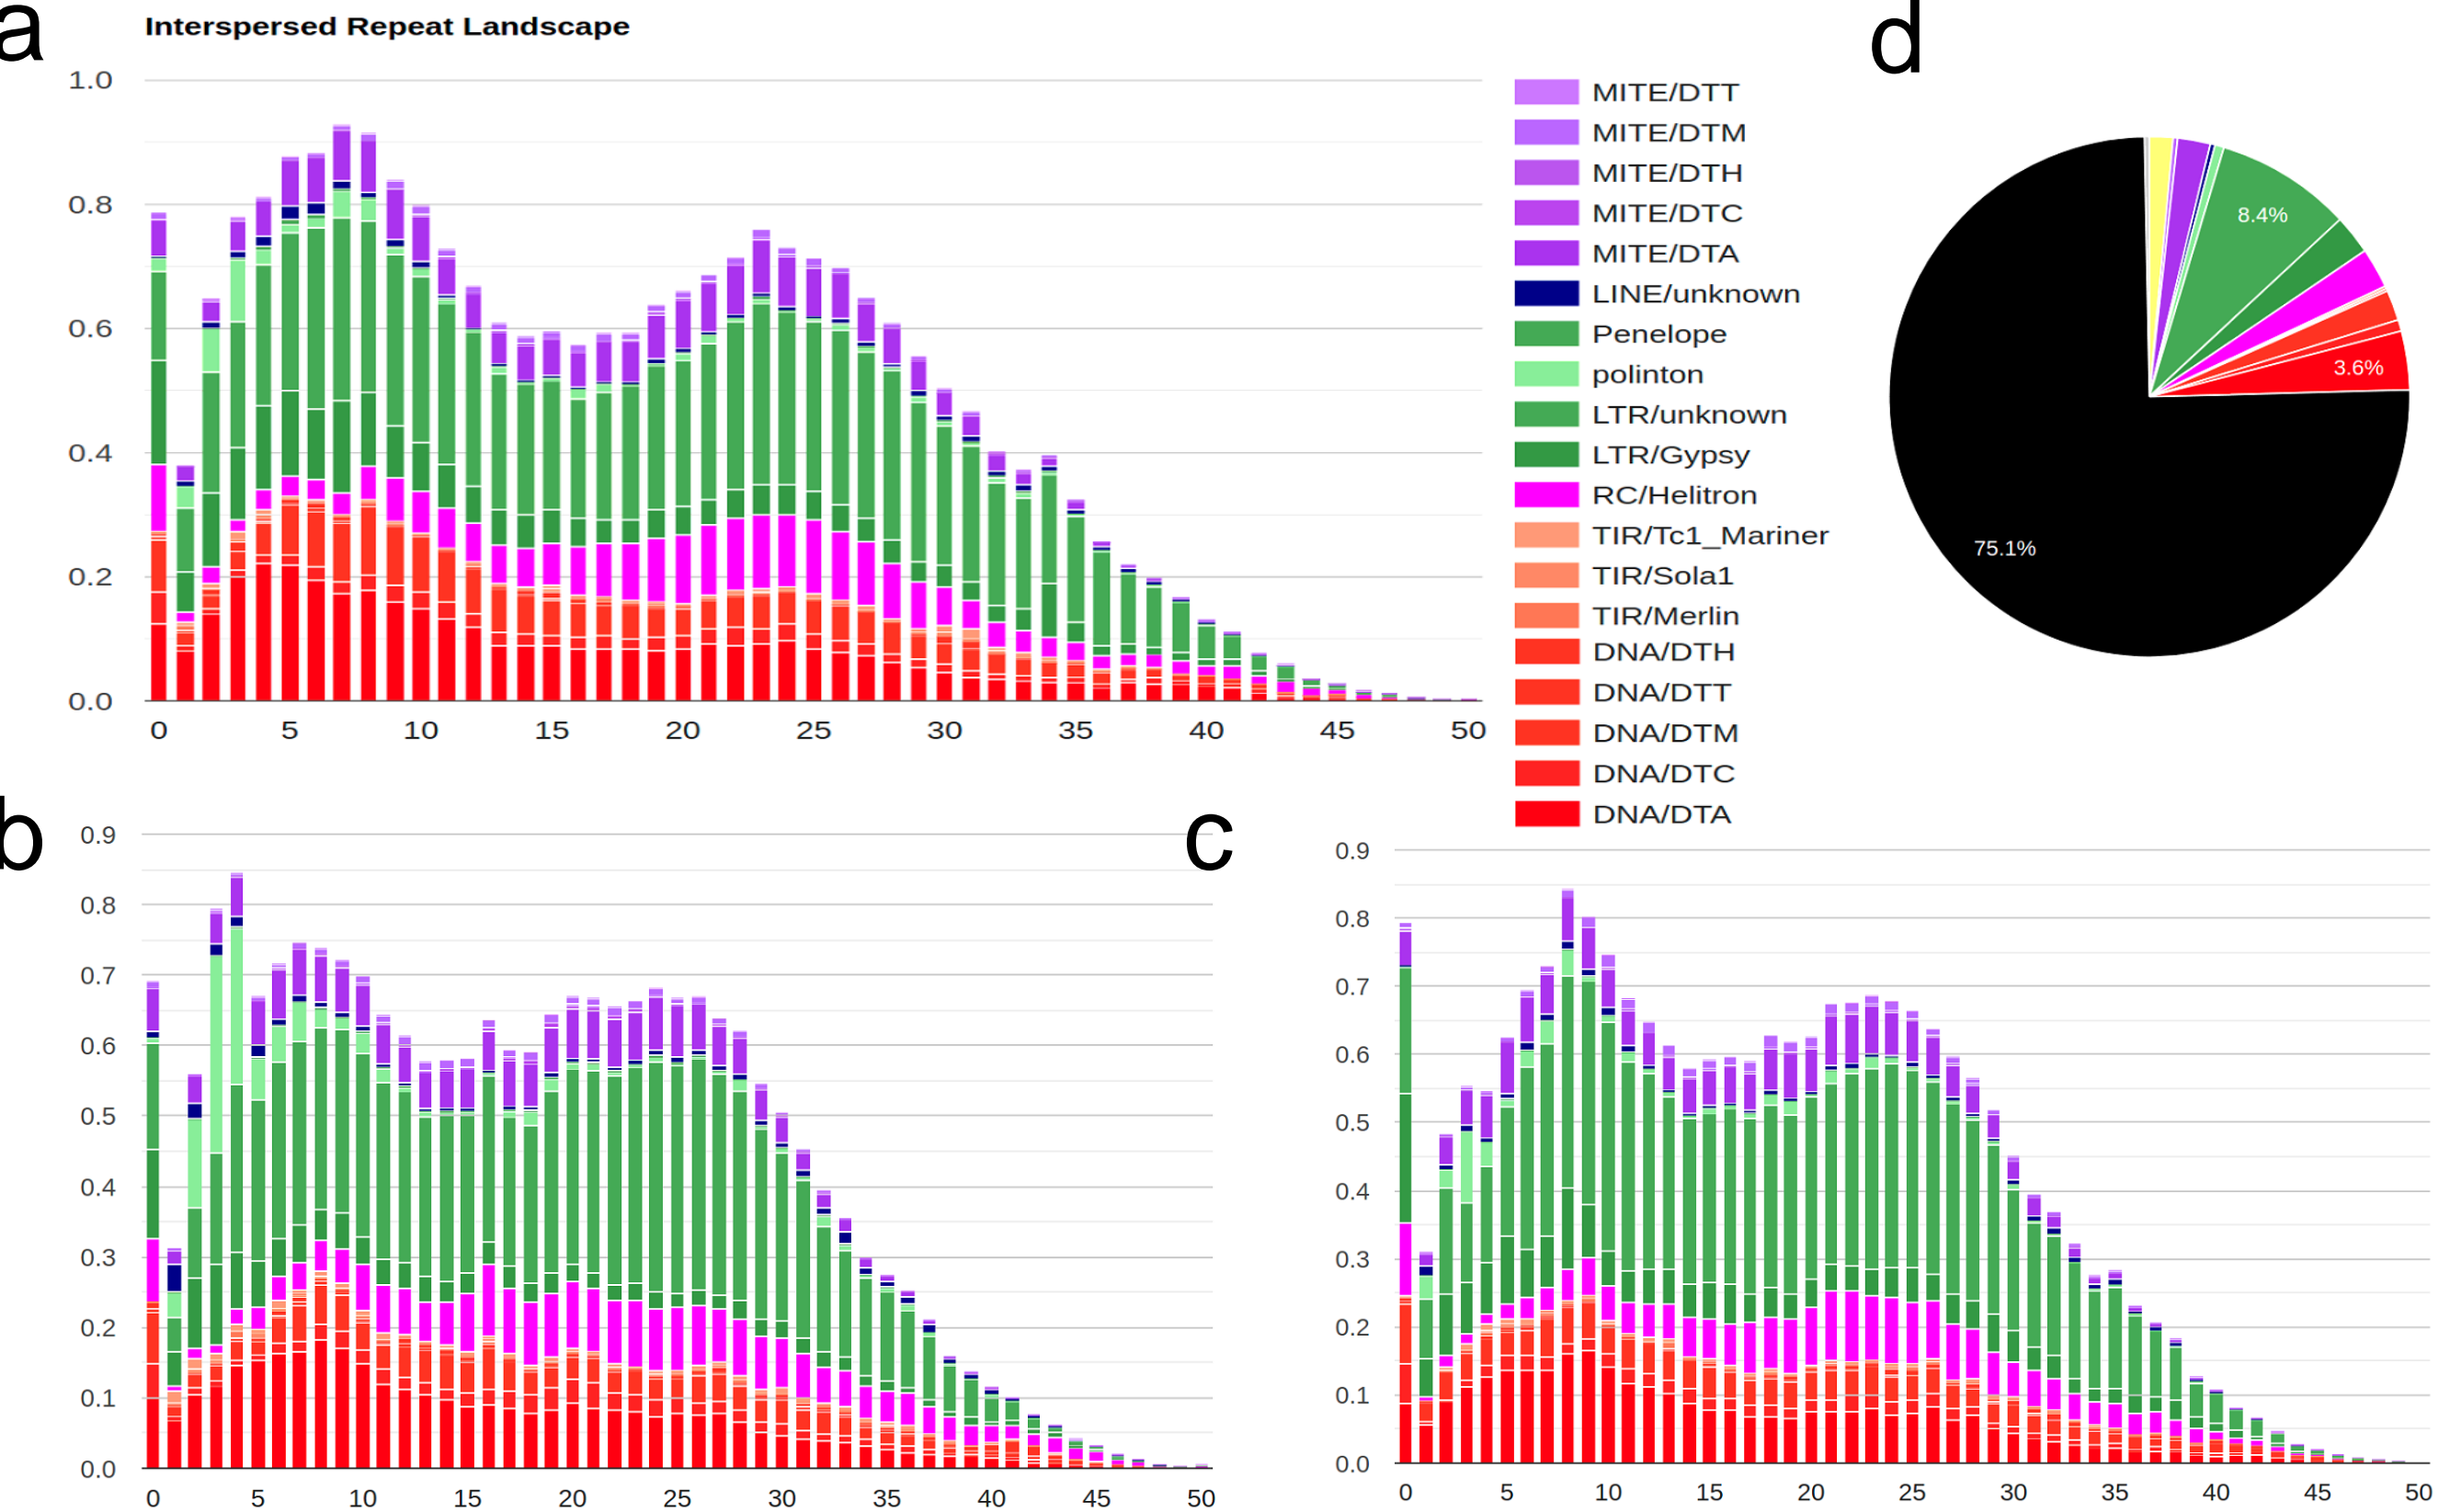 a
Interspersed Repeat Landscape
1.0
0.8
0.6
0.4
0.2
0.0
0 5 10 15 20 25 30 35 40 45 50
MITE/DTT
MITE/DTM
MITE/DTH
MITE/DTC
MITE/DTA
LINE/unknown
Penelope
polinton
LTR/unknown
LTR/Gypsy
RC/Helitron
TIR/Tc1_Mariner
TIR/Sola1
TIR/Merlin
DNA/DTH
DNA/DTT
DNA/DTM
DNA/DTC
DNA/DTA
d
8.4%
3.6%
75.1%
b
0.9
0.8
0.7
0.6
0.5
0.4
0.3
0.2
0.1
0.0
0 5 10 15 20 25 30 35 40 45 50
c
0.9
0.8
0.7
0.6
0.5
0.4
0.3
0.2
0.1
0.0
0 5 10 15 20 25 30 35 40 45 50